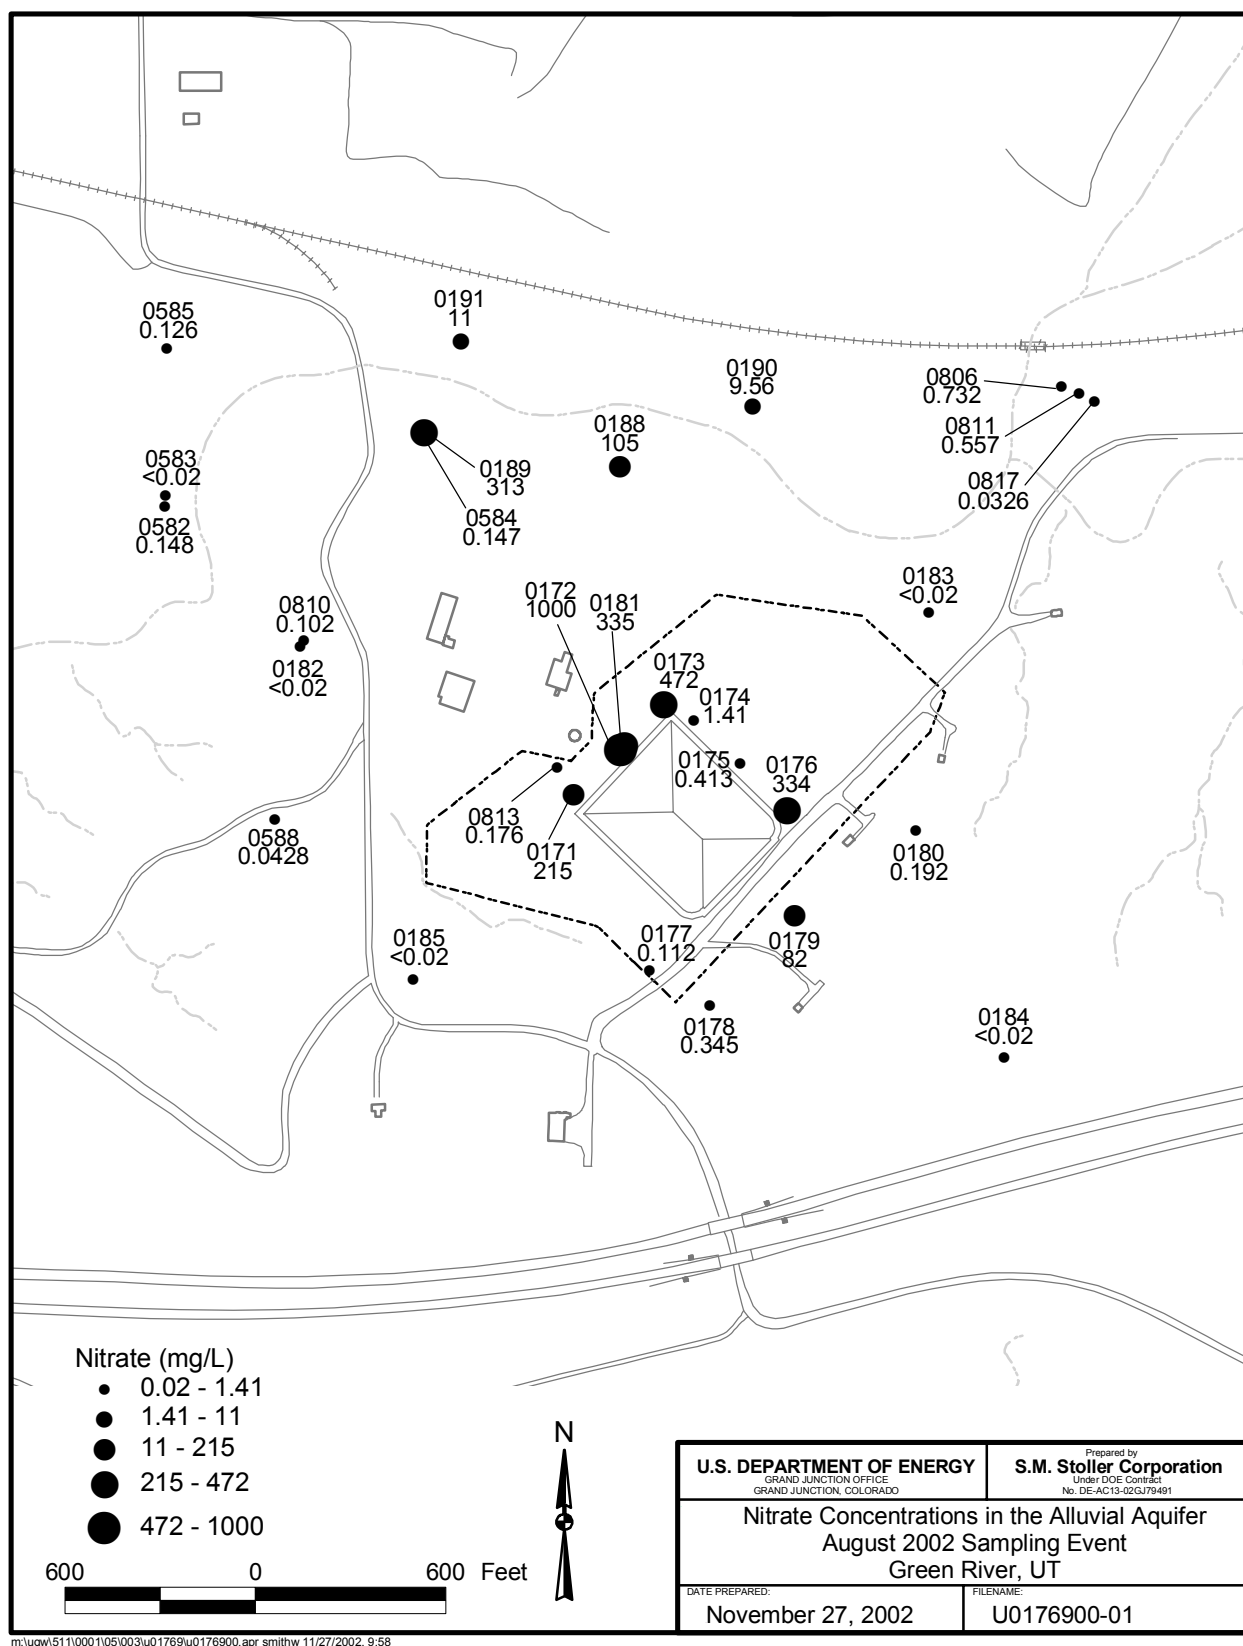 0585
0.126
0191
11
0190
9.56
0806
0.732
0811
0.557
0817
0.0326
0188
105
0189
313
0584
0.147
0583
<0.02
0582
0.148
0183
<0.02
0172
1000
0181
335
0810
0.102
0182
<0.02
0173
472
0174
1.41
0175
0.413
0176
334
0813
0.176
0171
215
0588
0.0428
0180
0.192
0185
<0.02
0177
0.112
0179
82
0178
0.345
0184
<0.02
Nitrate (mg/L)
0.02 - 1.41
1.41 - 11
11 - 215
215 - 472
472 - 1000
600 0 600 Feet
N
U.S. DEPARTMENT OF ENERGY
GRAND JUNCTION OFFICE
GRAND JUNCTION, COLORADO
Prepared by
S.M. Stoller Corporation
Under DOE Contract
No. DE-AC13-02GJ79491
Nitrate Concentrations in the Alluvial Aquifer
August 2002 Sampling Event
Green River, UT
DATE PREPARED:
November 27, 2002
FILENAME:
U0176900-01
m:\ugw\511\0001\05\003\u01769\u0176900.apr smithw 11/27/2002, 9:58